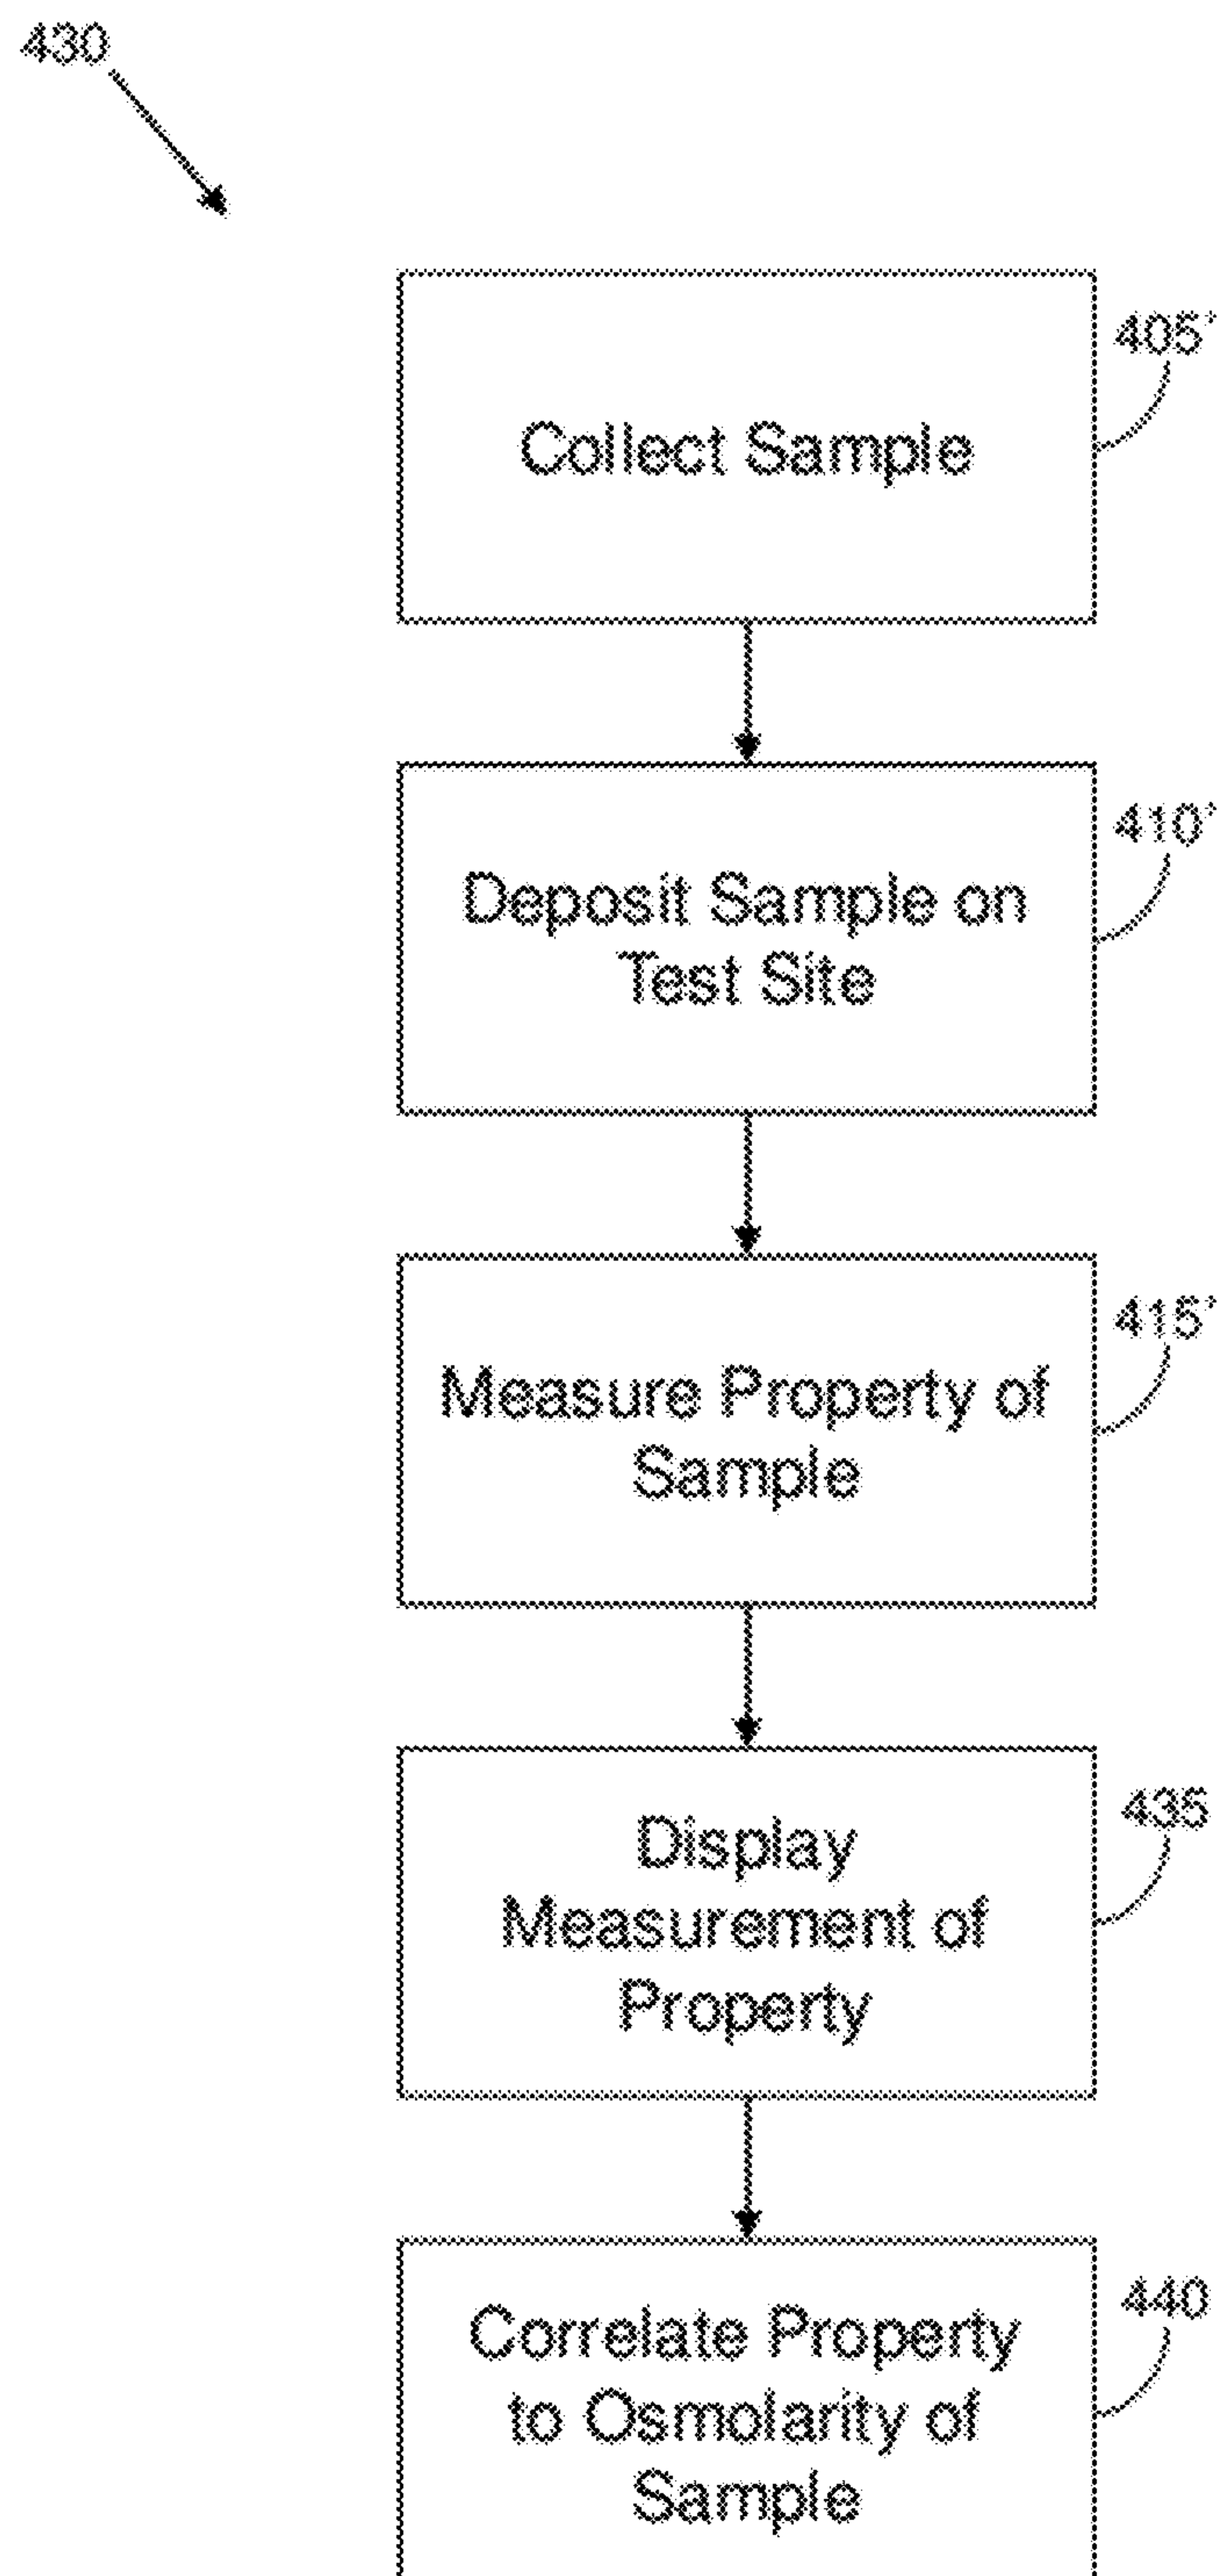 430
Collect Sample
405'
Deposit Sample on
Test Site
410'
Measure Property of
Sample
415'
Display
Measurement of
Property
435
Correlate Property
to Osmolarity of
Sample
440